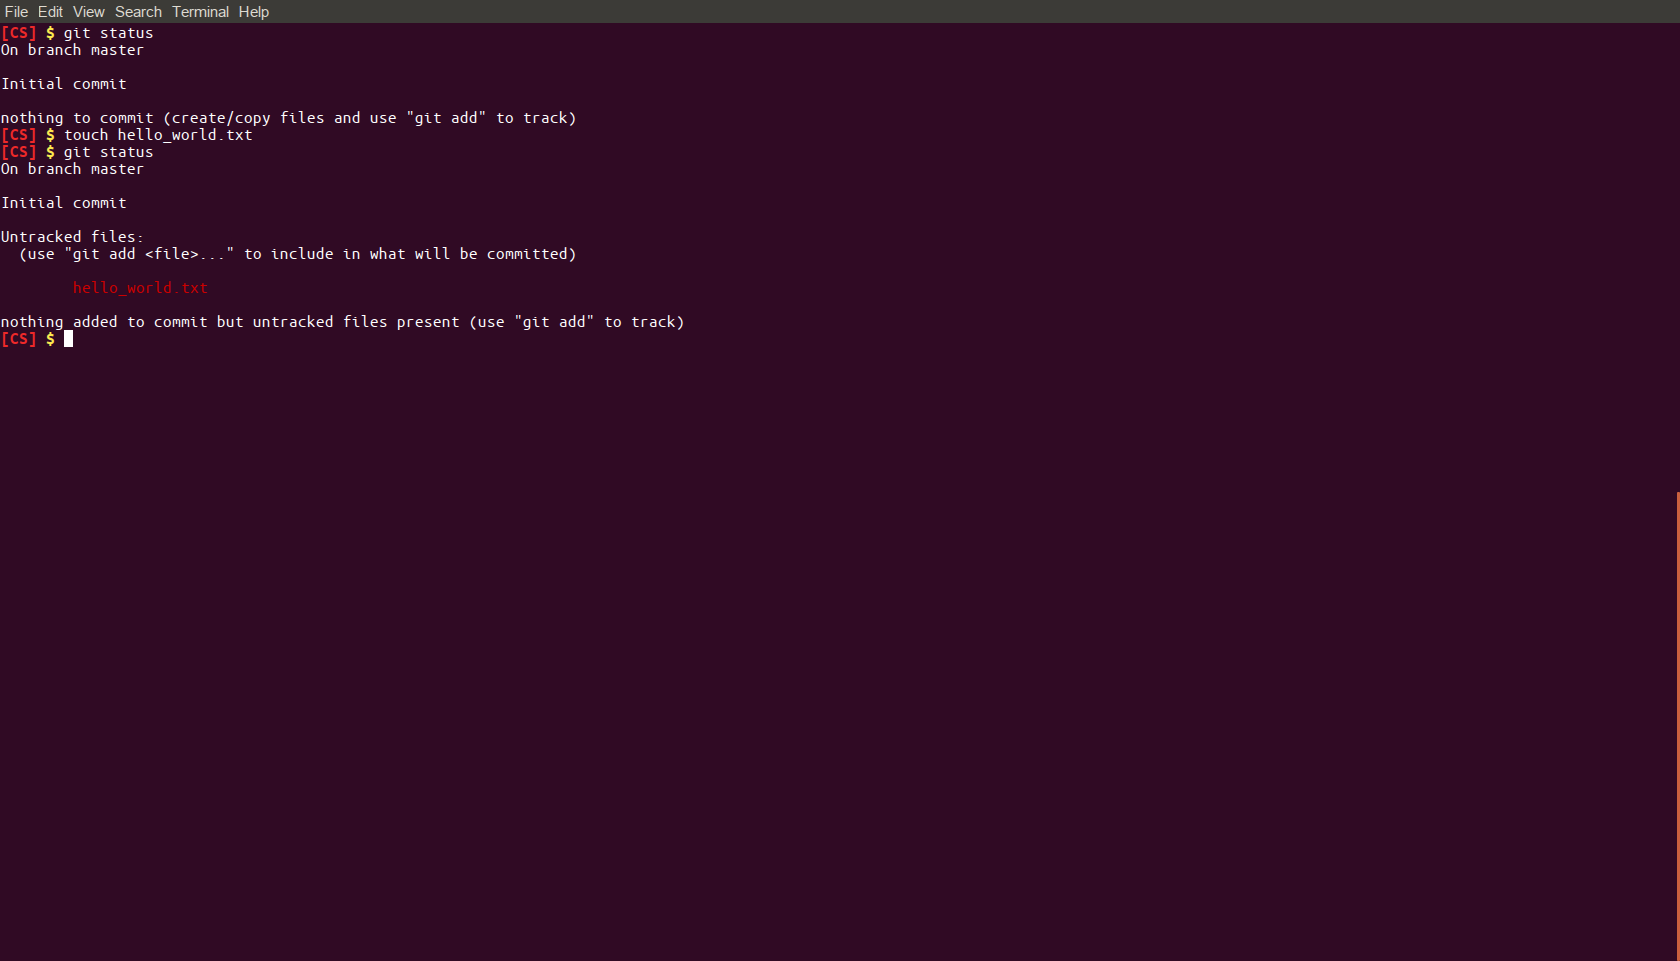 File Edit View Search Terminal Help
[CS] $ git status
On branch master
Initial commit
nothing to commit (create/copy files and use "git add" to track)
[CS] $ touch hello_world.txt
[CS] $ git status
On branch master
Initial commit
Untracked files:
(use "git add <file>..." to include in what will be committed)
hello_world.txt
nothing added to commit but untracked files present (use "git add" to track)
[CS] $